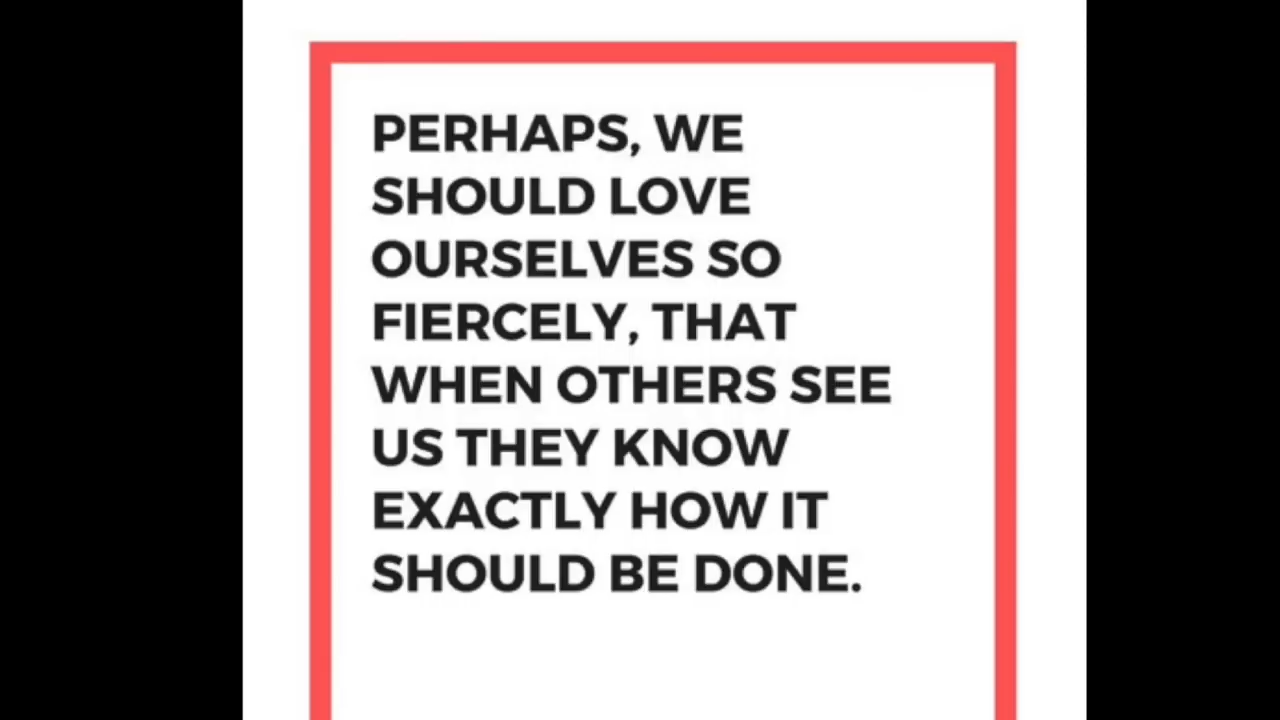 PERHAPS, WE
SHOULD LOVE
OURSELVES SO
FIERCELY, THAT
WHEN OTHERS SEE
US THEY KNOW
EXACTLY HOW IT
SHOULD BE DONE.